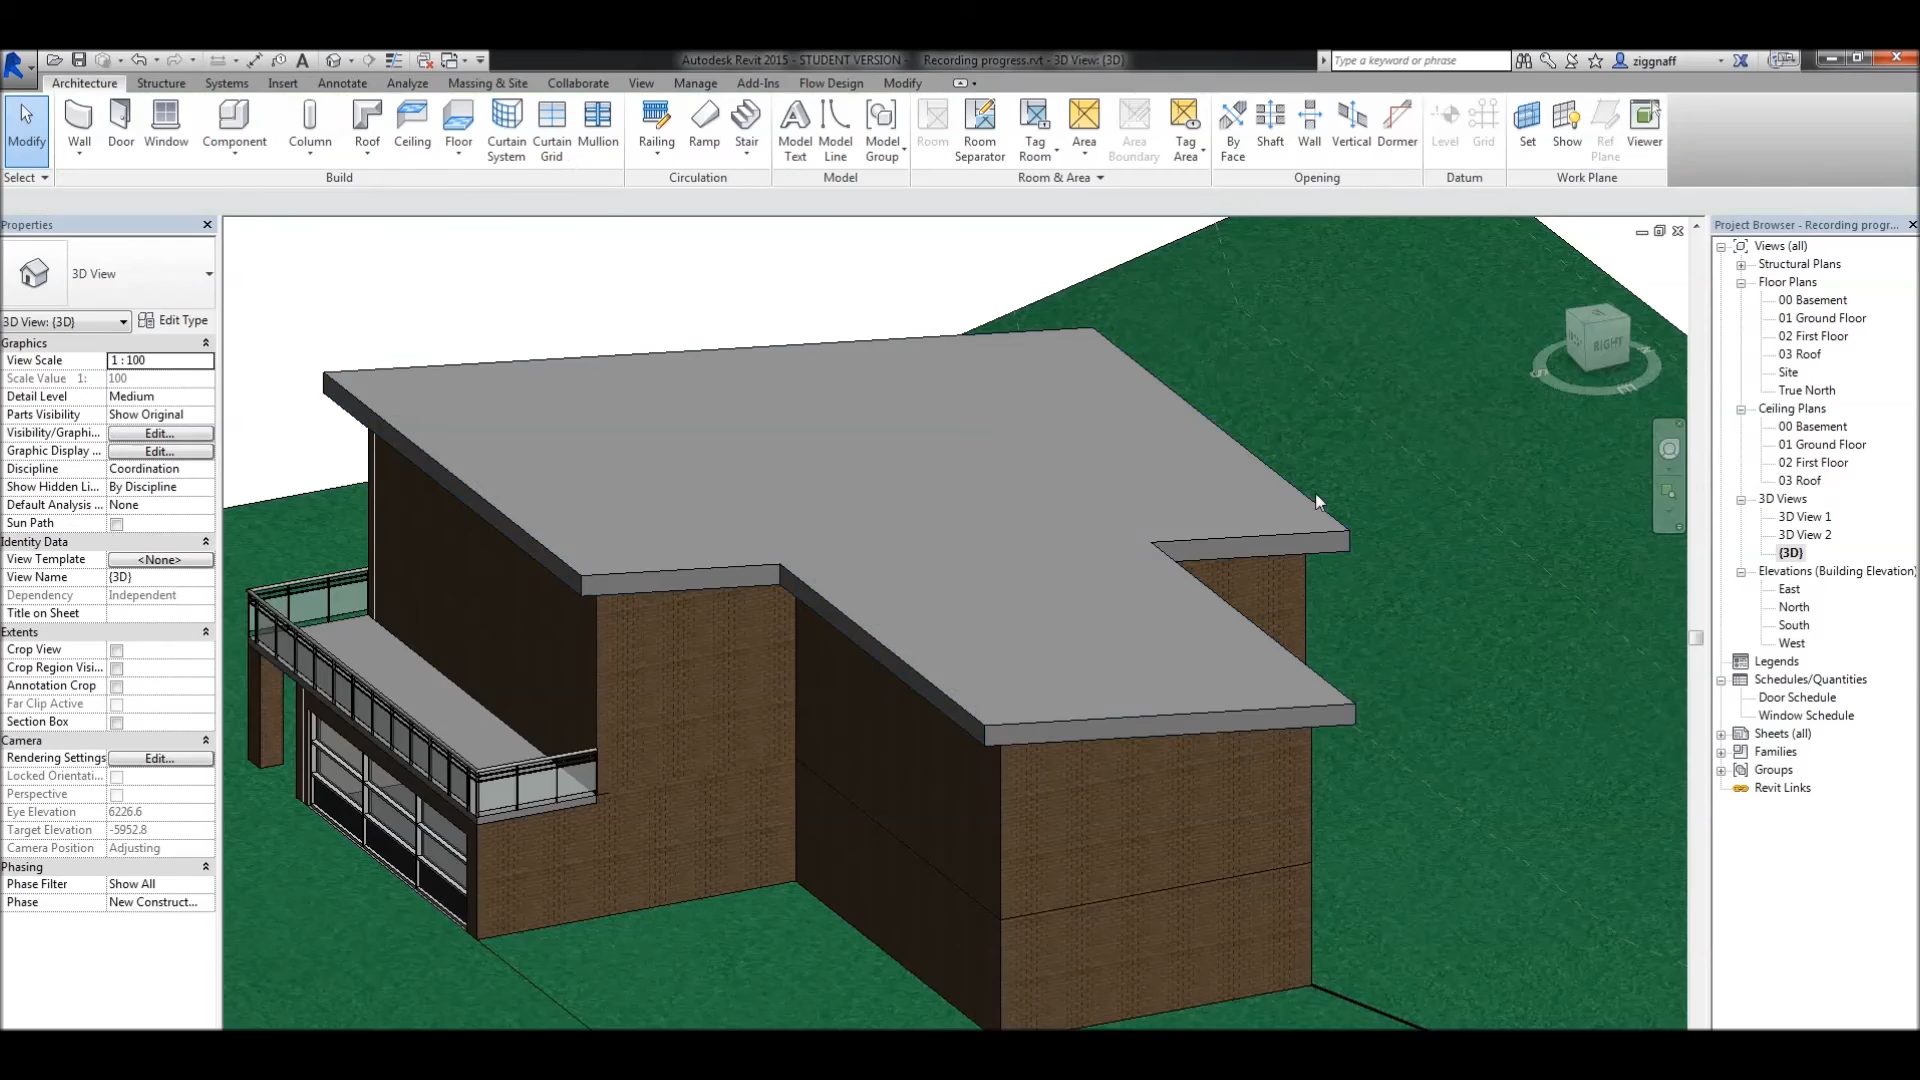 Autodesk Revit 2015 - STUDENT VERSION - Recording progress.rvt - 3D View: {3D}
Type a keyword or phrase
ziggnaff
Architecture Structure Systems Insert Annotate Analyze Massing & Site Collaborate View Manage Add-Ins Flow Design Modify
Modify Wall Door Window Component Column Roof Ceiling Floor Curtain System Curtain Grid Mullion Railing Ramp Stair Model Text Model Line Model Group Room Room Separator Tag Room Area Area Boundary Tag Area By Face Shaft Wall Vertical Dormer Level Grid Set Show Ref Plane Viewer
Select Build Circulation Model Room & Area Opening Datum Work Plane
Properties
3D View
3D View: {3D} Edit Type
Graphics
View Scale 1 : 100
Scale Value 1: 100
Detail Level Medium
Parts Visibility Show Original
Visibility/Graphi... Edit...
Graphic Display ... Edit...
Discipline Coordination
Show Hidden Li... By Discipline
Default Analysis ... None
Sun Path
Identity Data
View Template <None>
View Name {3D}
Dependency Independent
Title on Sheet
Extents
Crop View
Crop Region Visi...
Annotation Crop
Far Clip Active
Section Box
Camera
Rendering Settings Edit...
Locked Orientati...
Perspective
Eye Elevation 6226.6
Target Elevation -5952.8
Camera Position Adjusting
Phasing
Phase Filter Show All
Phase New Construct...
RIGHT
Project Browser - Recording progr...
Views (all)
Structural Plans
Floor Plans
00 Basement
01 Ground Floor
02 First Floor
03 Roof
Site
True North
Ceiling Plans
00 Basement
01 Ground Floor
02 First Floor
03 Roof
3D Views
3D View 1
3D View 2
{3D}
Elevations (Building Elevation)
East
North
South
West
Legends
Schedules/Quantities
Door Schedule
Window Schedule
Sheets (all)
Families
Groups
Revit Links